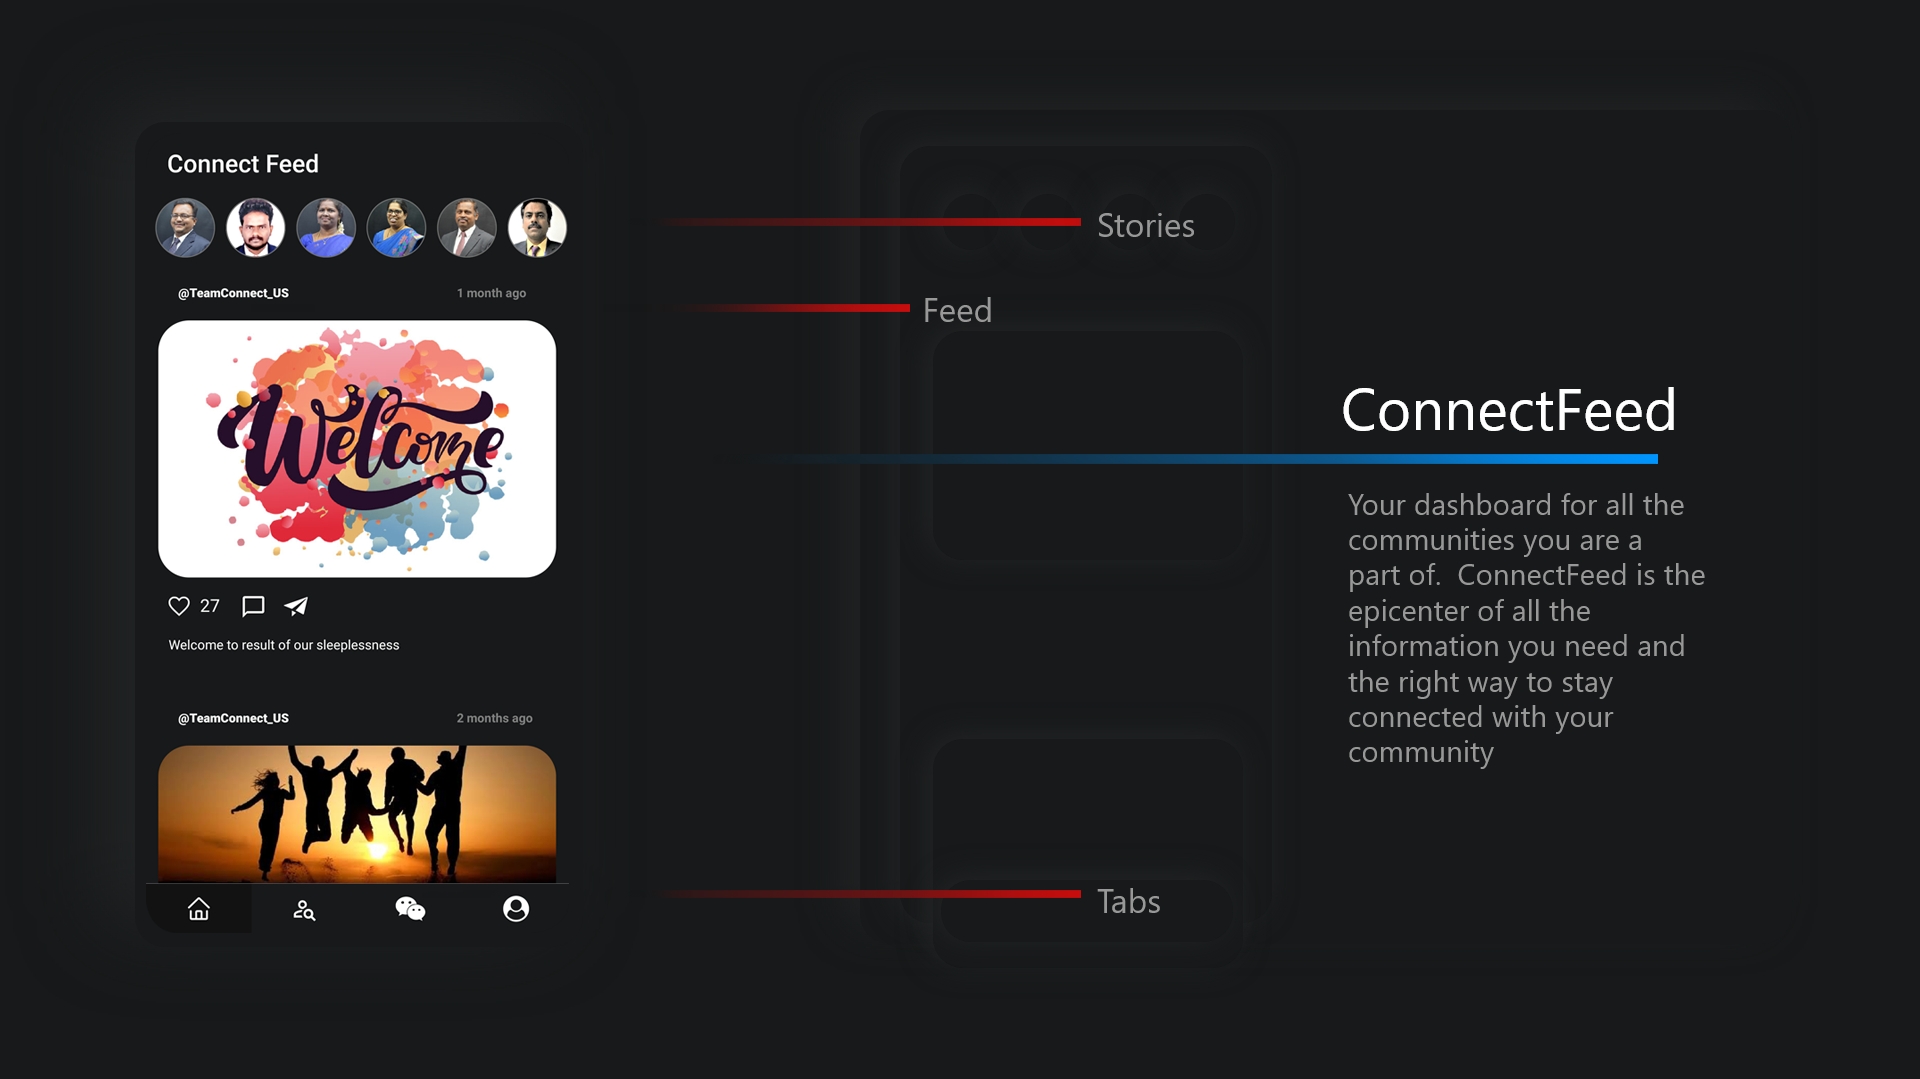 Connect Feed
@TeamConnect_US 1 month ago
Welcome
27
Welcome to result of our sleeplessness
@TeamConnect_US 2 months ago
Stories
Feed
Tabs
ConnectFeed
Your dashboard for all the
communities you are a
part of.  ConnectFeed is the
epicenter of all the
information you need and
the right way to stay
connected with your
community